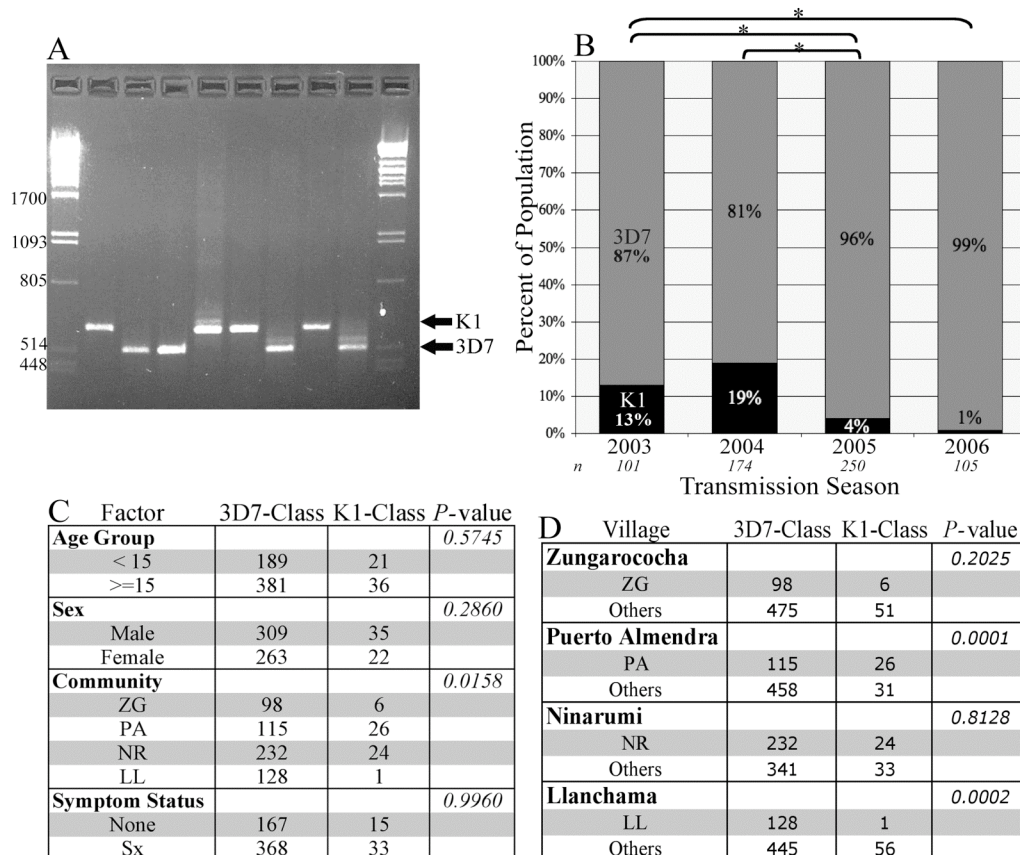 A
1700
1093
805
514
448
K1
3D7
B
*
*
*
Percent of Population
100%
90%
80%
70%
60%
50%
40%
30%
20%
10%
0%
3D7
87%
81%
96%
99%
K1
13%
19%
4%
1%
2003 2004 2005 2006
n 101 174 250 105
Transmission Season
C Factor 3D7-Class K1-Class P-value
Age Group 0.5745
< 15 189 21
>=15 381 36
Sex 0.2860
Male 309 35
Female 263 22
Community 0.0158
ZG 98 6
PA 115 26
NR 232 24
LL 128 1
Symptom Status 0.9960
None 167 15
Sx 368 33
D Village 3D7-Class K1-Class P-value
Zungarococha 0.2025
ZG 98 6
Others 475 51
Puerto Almendra 0.0001
PA 115 26
Others 458 31
Ninarumi 0.8128
NR 232 24
Others 341 33
Llanchama 0.0002
LL 128 1
Others 445 56